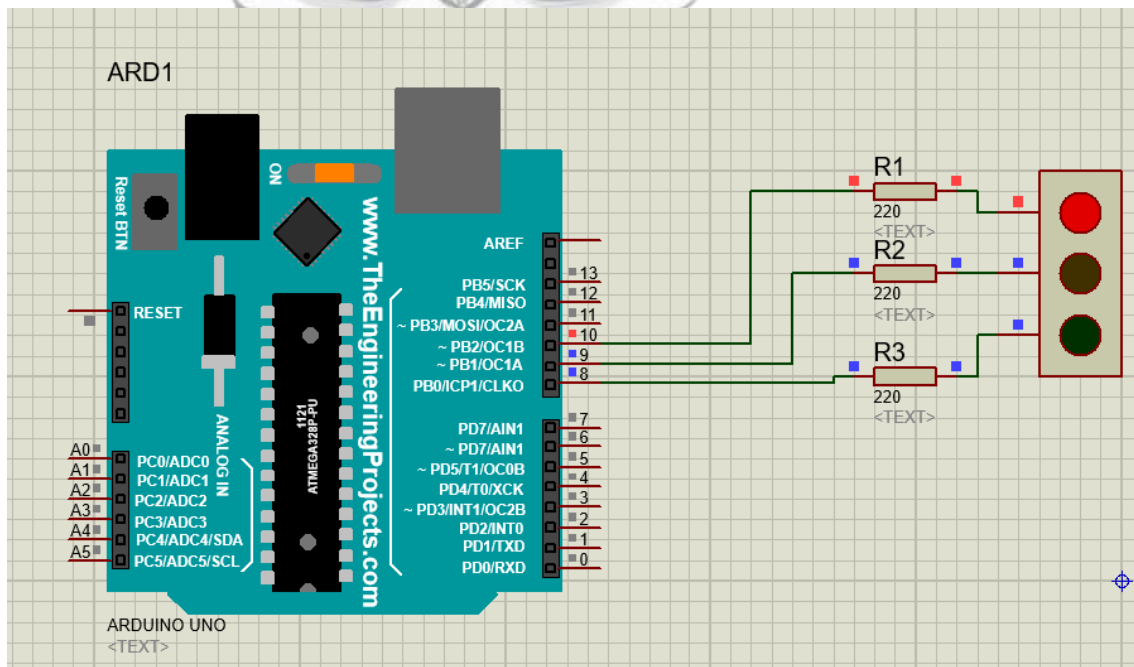 ARD1
ON
Reset BTN
www.TheEngineeringProjects.com
AREF
PB5/SCK
13
PB4/MISO
12
~ PB3/MOSI/OC2A
11
~ PB2/OC1B
10
~ PB1/OC1A
9
PB0/ICP1/CLKO
8
PD7/AIN1
7
~ PD7/AIN1
6
~ PD5/T1/OC0B
5
PD4/T0/XCK
4
~ PD3/INT1/OC2B
3
PD2/INT0
2
PD1/TXD
1
PD0/RXD
0
RESET
ANALOG IN
1121
ATMEGA328P-PU
A0
PC0/ADC0
A1
PC1/ADC1
A2
PC2/ADC2
A3
PC3/ADC3
A4
PC4/ADC4/SDA
A5
PC5/ADC5/SCL
ARDUINO UNO
<TEXT>
R1
220
<TEXT>
R2
220
<TEXT>
R3
220
<TEXT>